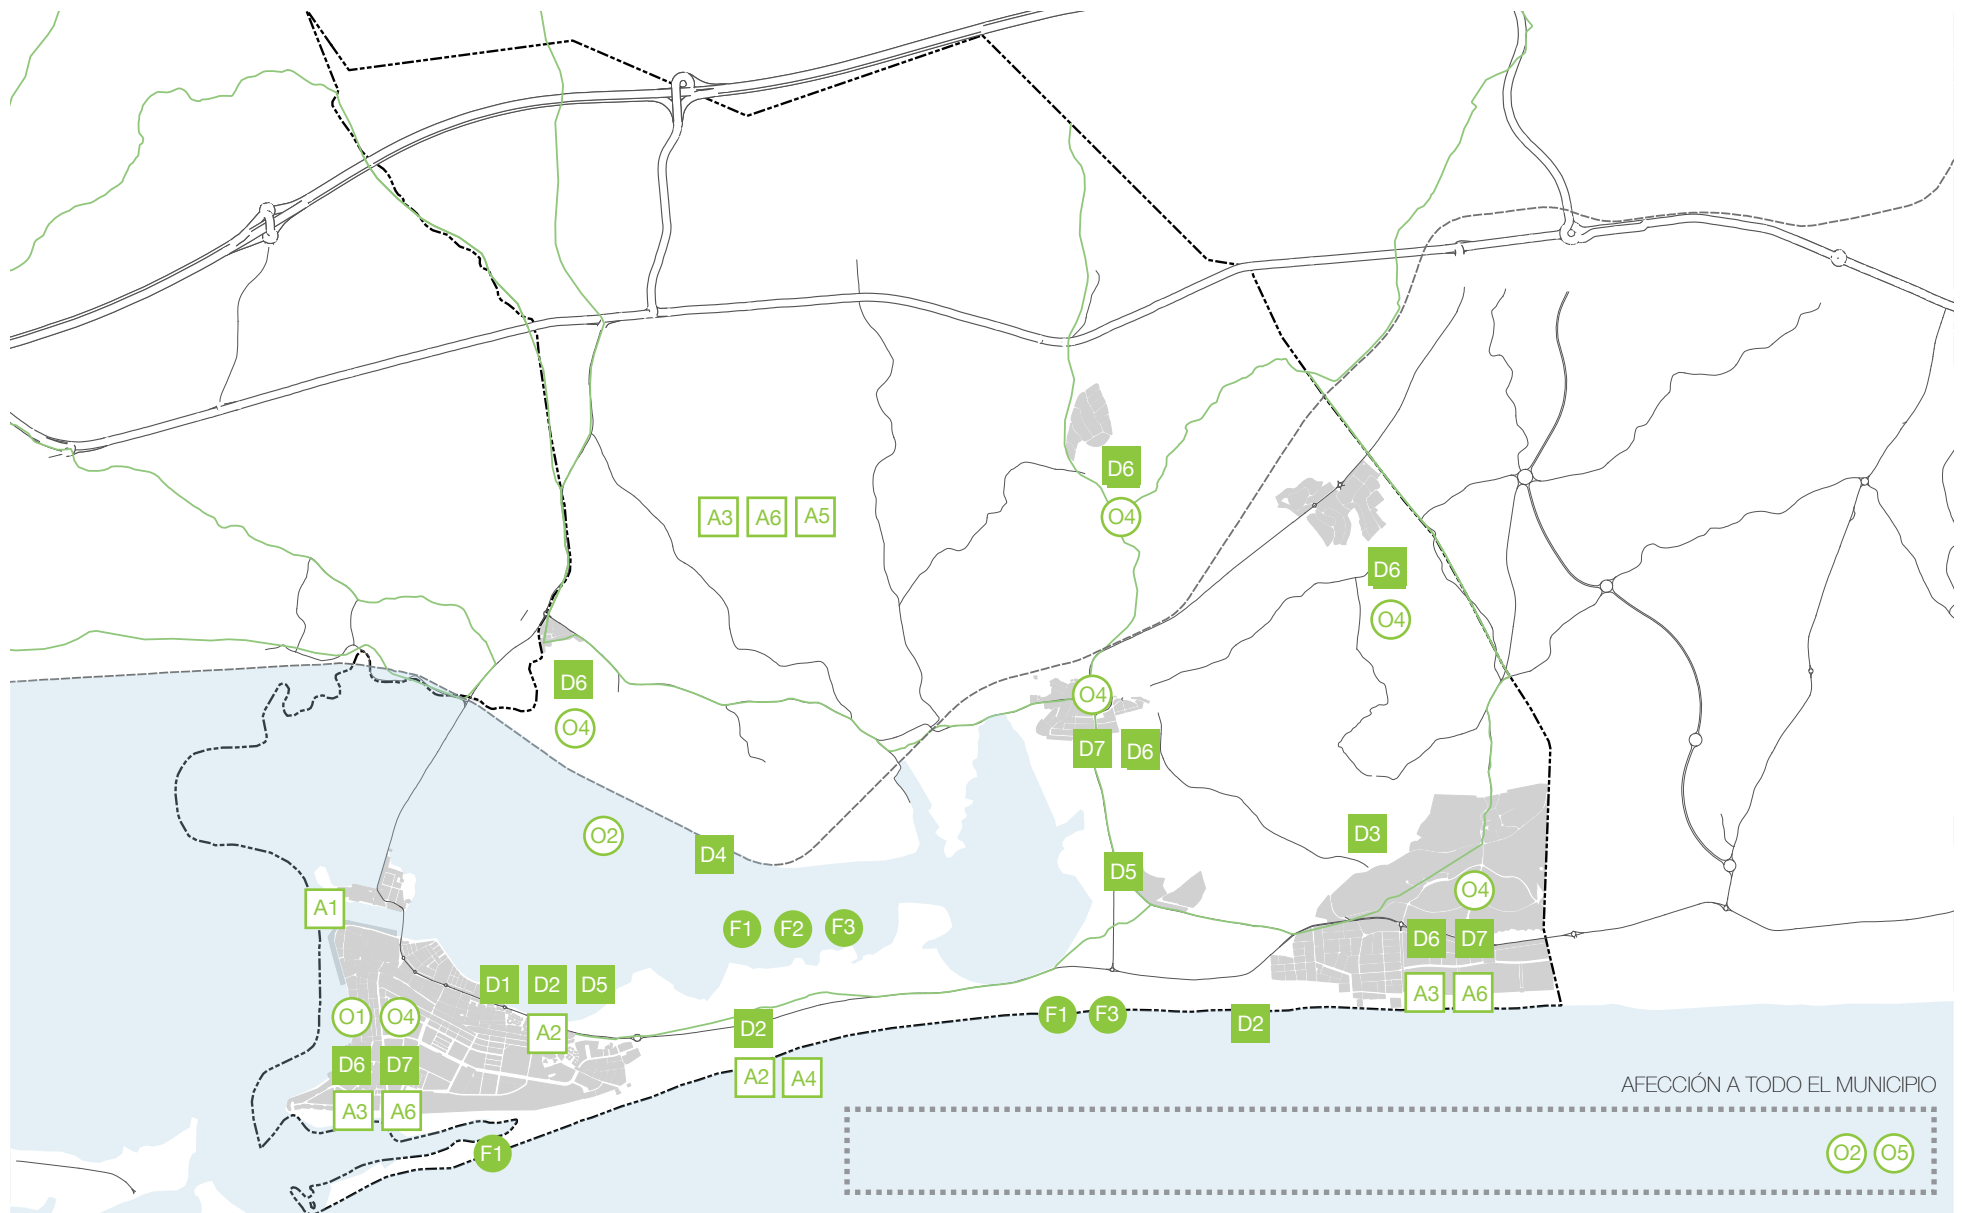 D6
A3 A6 A5
O4
D6
O4
D6
O4
O4
D7 D6
O2
D3
D4
D5
O4
A1
F1 F2 F3
D6 D7
D1 D2 D5
A3 A6
O1 O4
A2
D2
F1 F3
D2
D6 D7
A2 A4
AFECCIÓN A TODO EL MUNICIPIO
A3 A6
F1
O2 O5